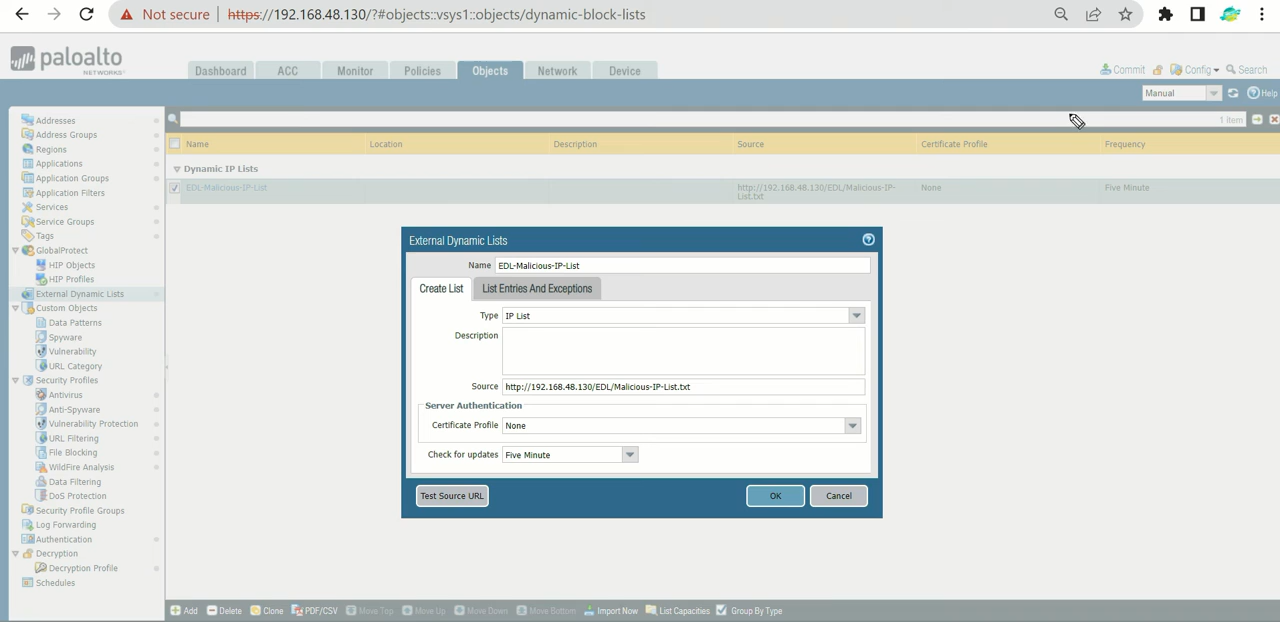 Not secure https://192.168.48.130/?#objects::vsys1::objects/dynamic-block-lists
paloalto
NETWORKS
Dashboard ACC Monitor Policies Objects Network Device
Commit Config Search
Manual Help
1 item
Name Location Description Source Certificate Profile Frequency
Dynamic IP Lists
EDL-Malicious-IP-List http://192.168.48.130/EDL/Malicious-IP- None Five Minute
List.txt
Addresses
Address Groups
Regions
Applications
Application Groups
Application Filters
Services
Service Groups
Tags
GlobalProtect
HIP Objects
HIP Profiles
External Dynamic Lists
Custom Objects
Data Patterns
Spyware
Vulnerability
URL Category
Security Profiles
Antivirus
Anti-Spyware
Vulnerability Protection
URL Filtering
File Blocking
WildFire Analysis
Data Filtering
DoS Protection
Security Profile Groups
Log Forwarding
Authentication
Decryption
Decryption Profile
Schedules
External Dynamic Lists
Name EDL-Malicious-IP-List
Create List List Entries And Exceptions
Type IP List
Description
Source http://192.168.48.130/EDL/Malicious-IP-List.txt
Server Authentication
Certificate Profile None
Check for updates Five Minute
Test Source URL OK Cancel
Add Delete Clone PDF/CSV Move Top Move Up Move Down Move Bottom Import Now List Capacities Group By Type